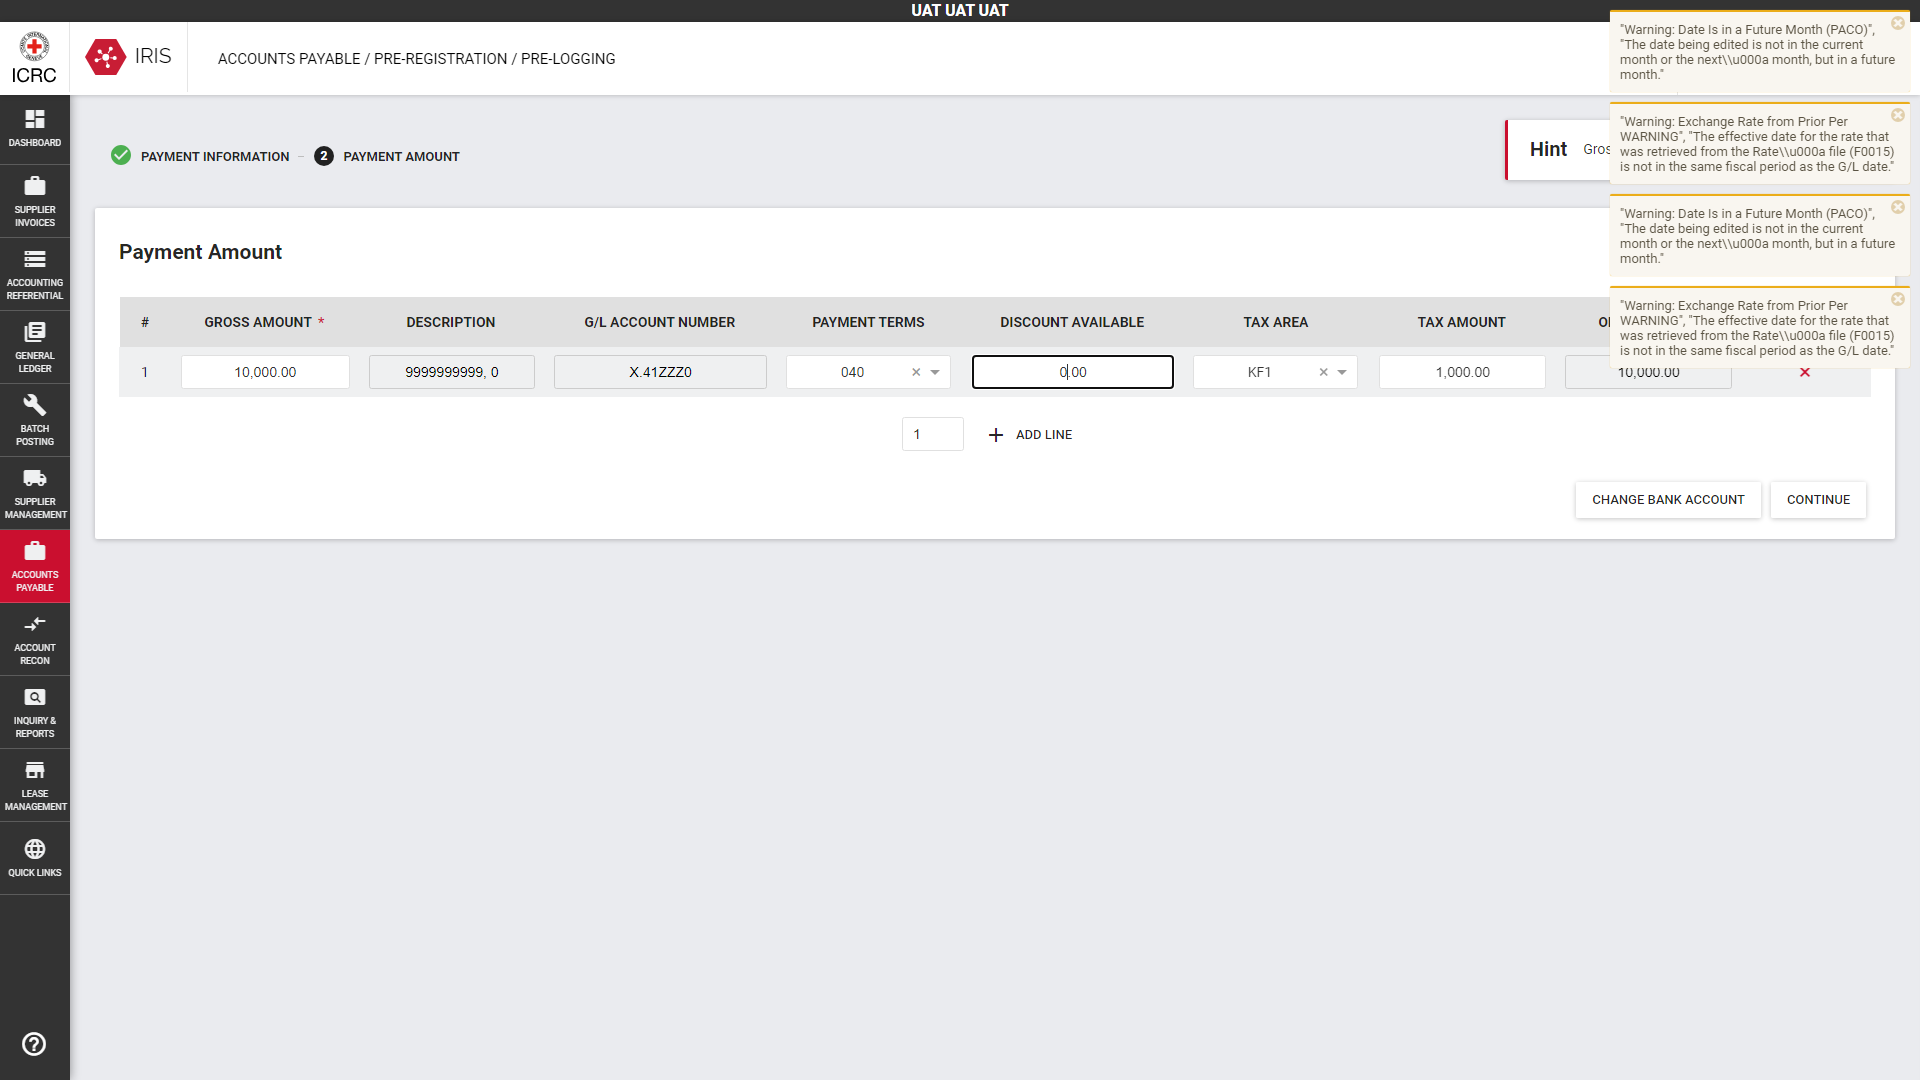 UAT UAT UAT
ICRC
IRIS
ACCOUNTS PAYABLE / PRE-REGISTRATION / PRE-LOGGING
"Warning: Date Is in a Future Month (PACO)",
"The date being edited is not in the current
month or the next\\u000a month, but in a future
month."
"Warning: Exchange Rate from Prior Per
WARNING", "The effective date for the rate that
was retrieved from the Rate\\u000a file (F0015)
is not in the same fiscal period as the G/L date."
"Warning: Date Is in a Future Month (PACO)",
"The date being edited is not in the current
month or the next\\u000a month, but in a future
month."
"Warning: Exchange Rate from Prior Per
WARNING", "The effective date for the rate that
was retrieved from the Rate\\u000a file (F0015)
is not in the same fiscal period as the G/L date."
DASHBOARD
SUPPLIER
INVOICES
ACCOUNTING
REFERENTIAL
GENERAL
LEDGER
BATCH
POSTING
SUPPLIER
MANAGEMENT
ACCOUNTS
PAYABLE
ACCOUNT
RECON
INQUIRY &
REPORTS
LEASE
MANAGEMENT
QUICK LINKS
PAYMENT INFORMATION
2 PAYMENT AMOUNT
Hint
Payment Amount
# GROSS AMOUNT * DESCRIPTION G/L ACCOUNT NUMBER PAYMENT TERMS DISCOUNT AVAILABLE TAX AREA TAX AMOUNT
1 10,000.00 9999999999, 0 X.41ZZZ0 040 0.00 KF1 1,000.00 10,000.00
1 ADD LINE
CHANGE BANK ACCOUNT CONTINUE